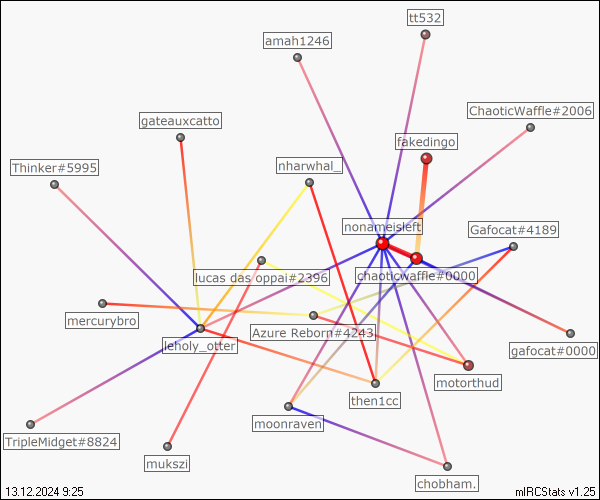 tt532
amah1246
ChaoticWaffle#2006
gateauxcatto
fakedingo
Thinker#5995
nharwhal_
nonameisleft
Gafocat#4189
lucas das oppai#2396
chaoticwaffle#0000
mercurybro
Azure Reborn#4243
leholy_otter
gafocat#0000
motorthud
then1cc
moonraven
TripleMidget#8824
mukszi
chobham.
13.12.2024 9:25
mIRCStats v1.25